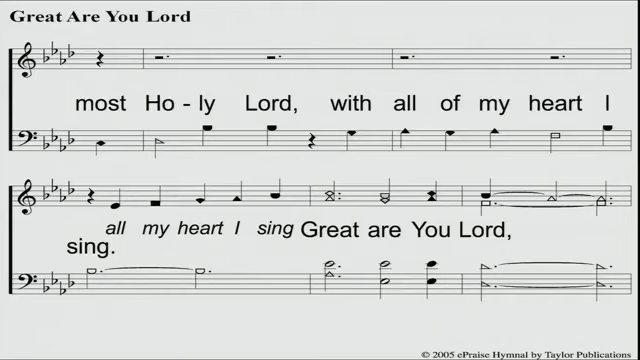 Great Are You Lord
most Ho - ly Lord, with all of my heart I
all my heart I sing Great are You Lord,
sing.
© 2005 ePraise Hymnal by Taylor Publications